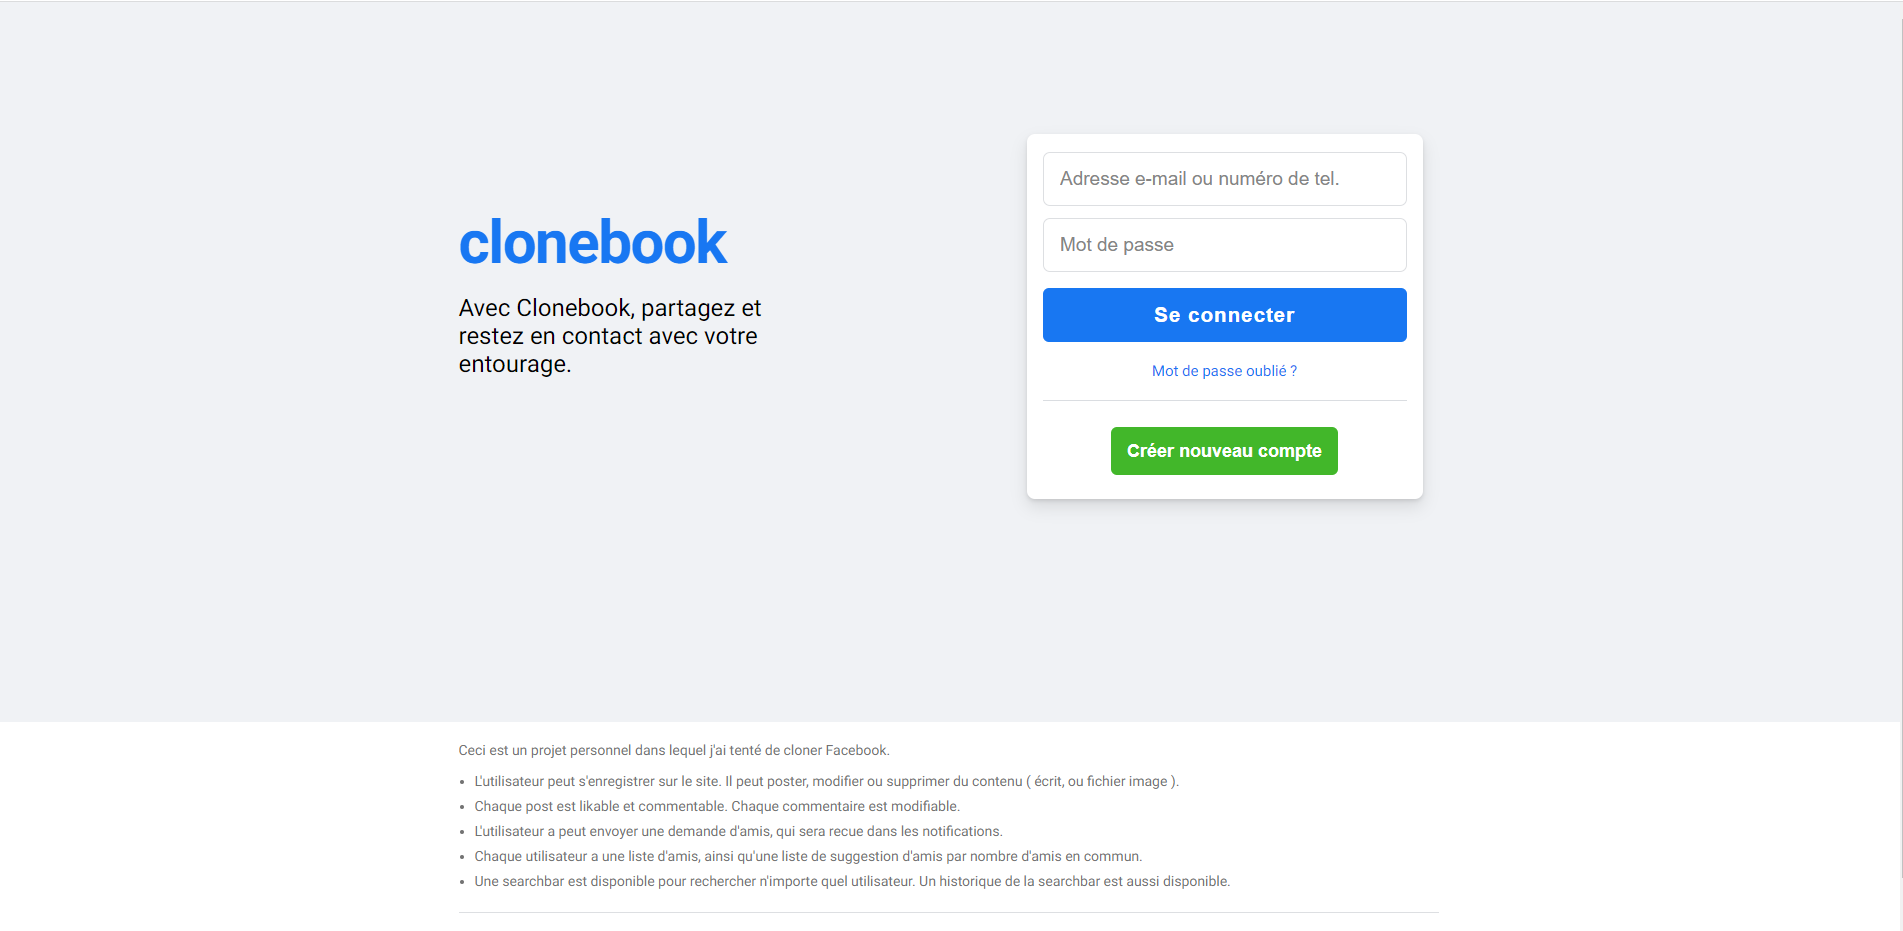 clonebook
Avec Clonebook, partagez et
restez en contact avec votre
entourage.
Adresse e-mail ou numéro de tel.
Mot de passe
Se connecter
Mot de passe oublié ?
Créer nouveau compte
Ceci est un projet personnel dans lequel j'ai tenté de cloner Facebook.
• L'utilisateur peut s'enregistrer sur le site. Il peut poster, modifier ou supprimer du contenu ( écrit, ou fichier image ).
• Chaque post est likable et commentable. Chaque commentaire est modifiable.
• L'utilisateur a peut envoyer une demande d'amis, qui sera recue dans les notifications.
• Chaque utilisateur a une liste d'amis, ainsi qu'une liste de suggestion d'amis par nombre d'amis en commun.
• Une searchbar est disponible pour rechercher n'importe quel utilisateur. Un historique de la searchbar est aussi disponible.